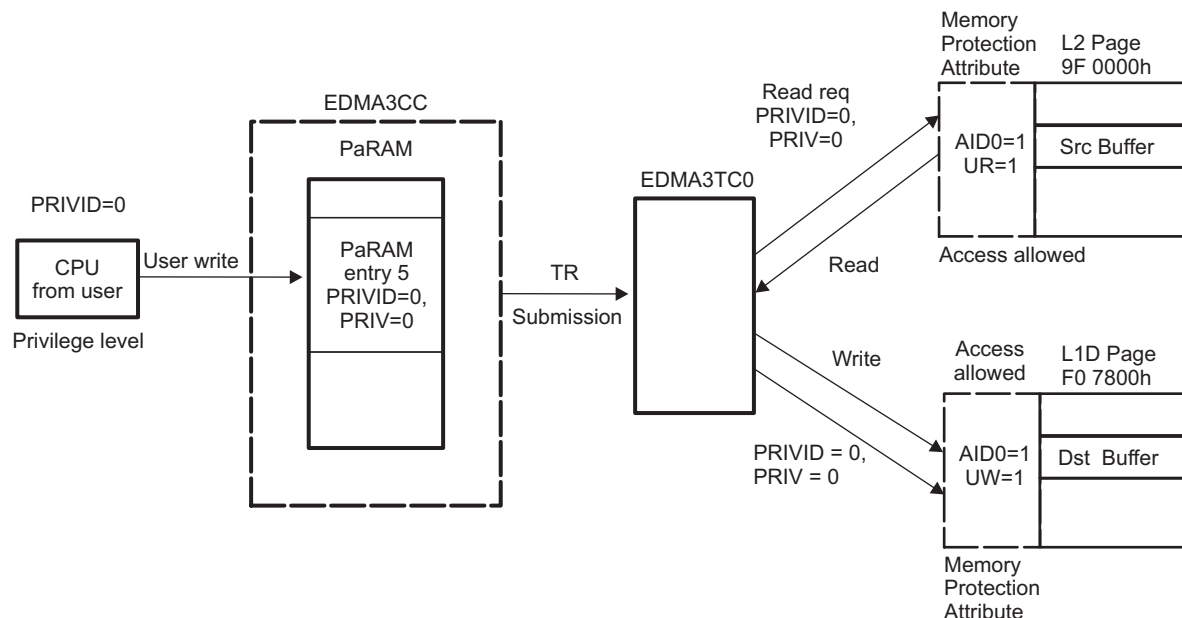 PRIVID=0
CPU
from user
Privilege level
User write
EDMA3CC
PaRAM
PaRAM
entry 5
PRIVID=0,
PRIV=0
TR
Submission
EDMA3TC0
Read req
PRIVID=0,
PRIV=0
Read
Memory
Protection
Attribute
L2 Page
9F 0000h
AID0=1
UR=1
Src Buffer
Access allowed
Write
PRIVID = 0,
PRIV = 0
Access
allowed
L1D Page
F0 7800h
AID0=1
UW=1
Dst Buffer
Memory
Protection
Attribute